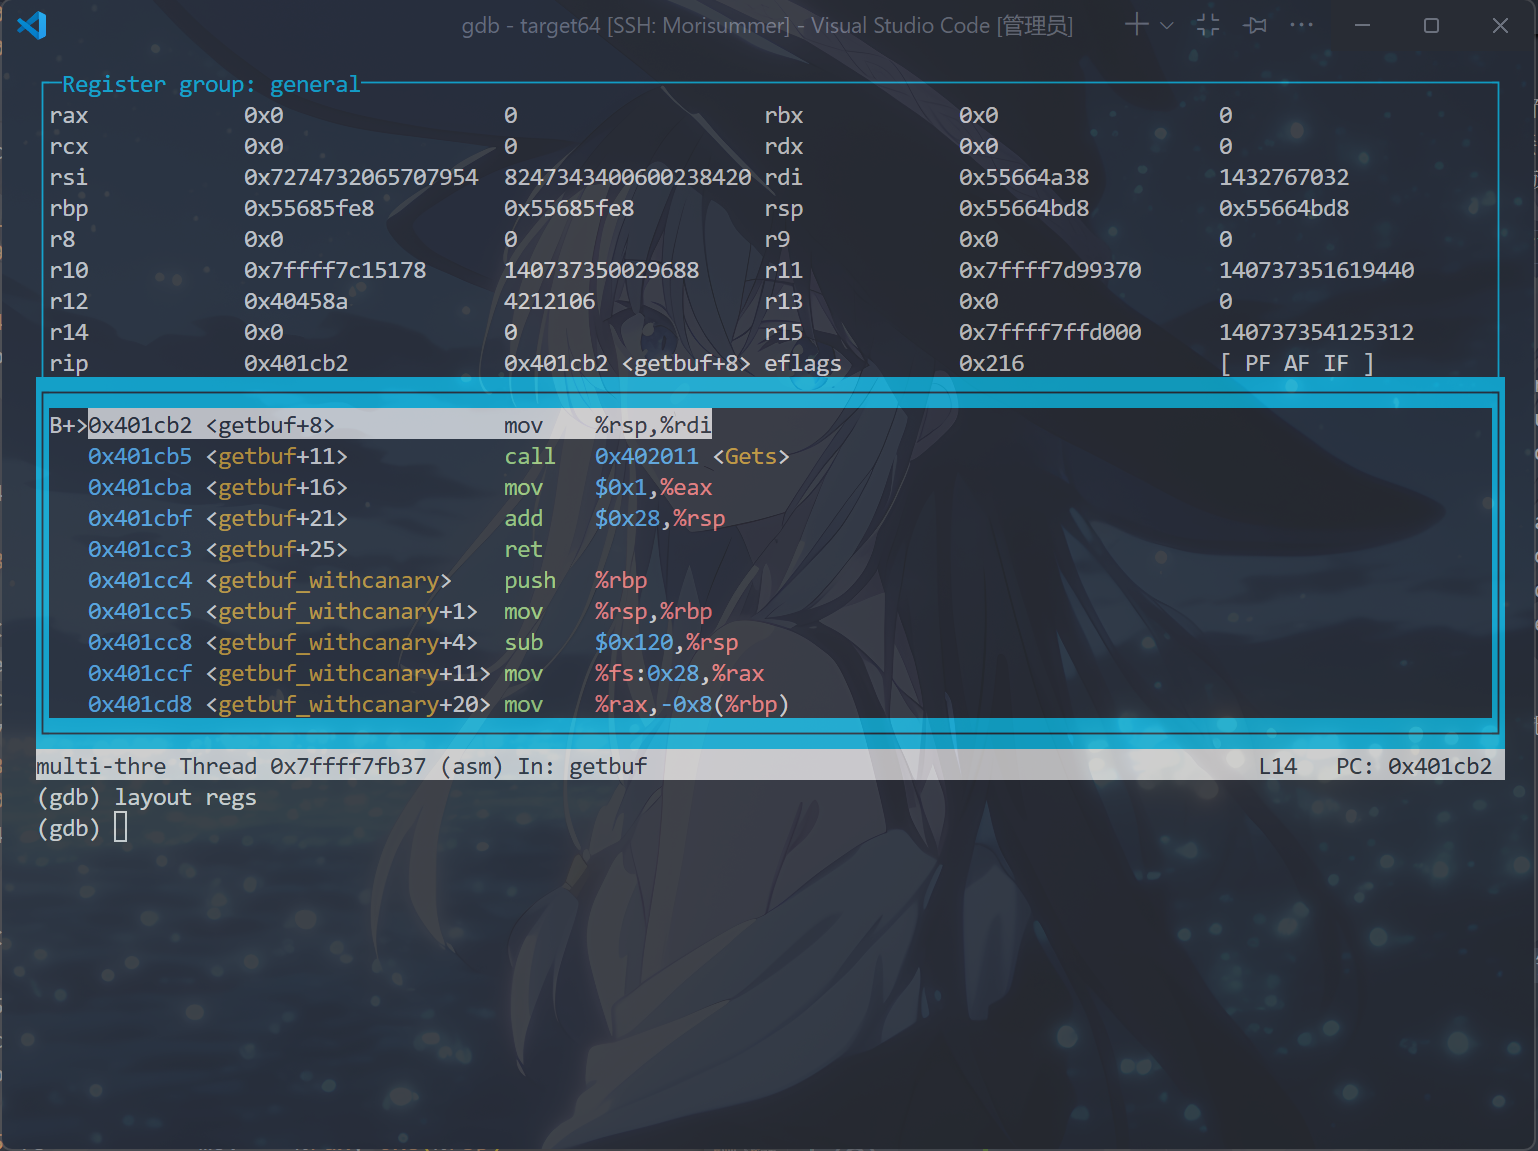 gdb - target64 [SSH: Morisummer] - Visual Studio Code [管理员]
Register group: general
rax 0x0 0 rbx 0x0 0
rcx 0x0 0 rdx 0x0 0
rsi 0x7274732065707954 8247343400600238420 rdi 0x55664a38 1432767032
rbp 0x55685fe8 0x55685fe8 rsp 0x55664bd8 0x55664bd8
r8 0x0 0 r9 0x0 0
r10 0x7ffff7c15178 140737350029688 r11 0x7ffff7d99370 140737351619440
r12 0x40458a 4212106 r13 0x0 0
r14 0x0 0 r15 0x7ffff7ffd000 140737354125312
rip 0x401cb2 0x401cb2 <getbuf+8> eflags 0x216 [ PF AF IF ]
B+>0x401cb2 <getbuf+8> mov %rsp,%rdi
0x401cb5 <getbuf+11> call 0x402011 <Gets>
0x401cba <getbuf+16> mov $0x1,%eax
0x401cbf <getbuf+21> add $0x28,%rsp
0x401cc3 <getbuf+25> ret
0x401cc4 <getbuf_withcanary> push %rbp
0x401cc5 <getbuf_withcanary+1> mov %rsp,%rbp
0x401cc8 <getbuf_withcanary+4> sub $0x120,%rsp
0x401ccf <getbuf_withcanary+11> mov %fs:0x28,%rax
0x401cd8 <getbuf_withcanary+20> mov %rax,-0x8(%rbp)
multi-thre Thread 0x7ffff7fb37 (asm) In: getbuf L14 PC: 0x401cb2
(gdb) layout regs
(gdb)